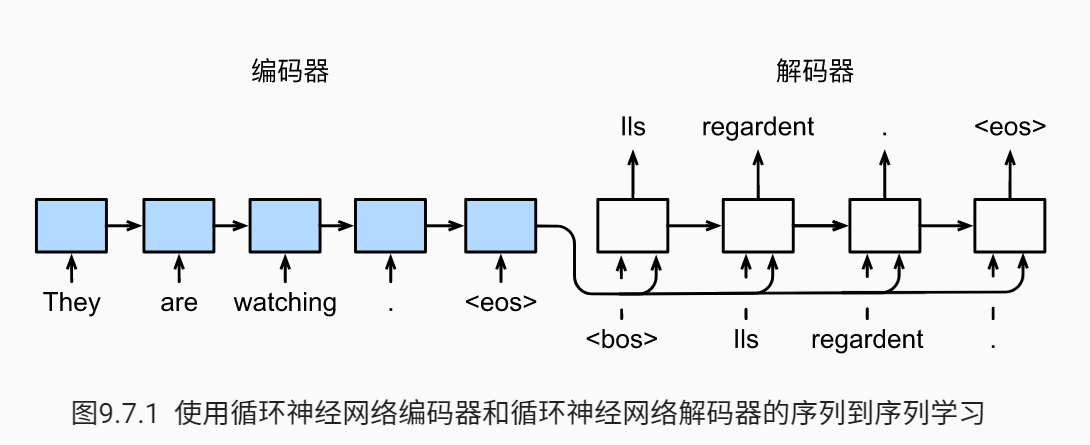 编码器
解码器
lls
regardent
.
<eos>
They
are
watching
.
<eos>
<bos>
lls
regardent
.
图9.7.1 使用循环神经网络编码器和循环神经网络解码器的序列到序列学习